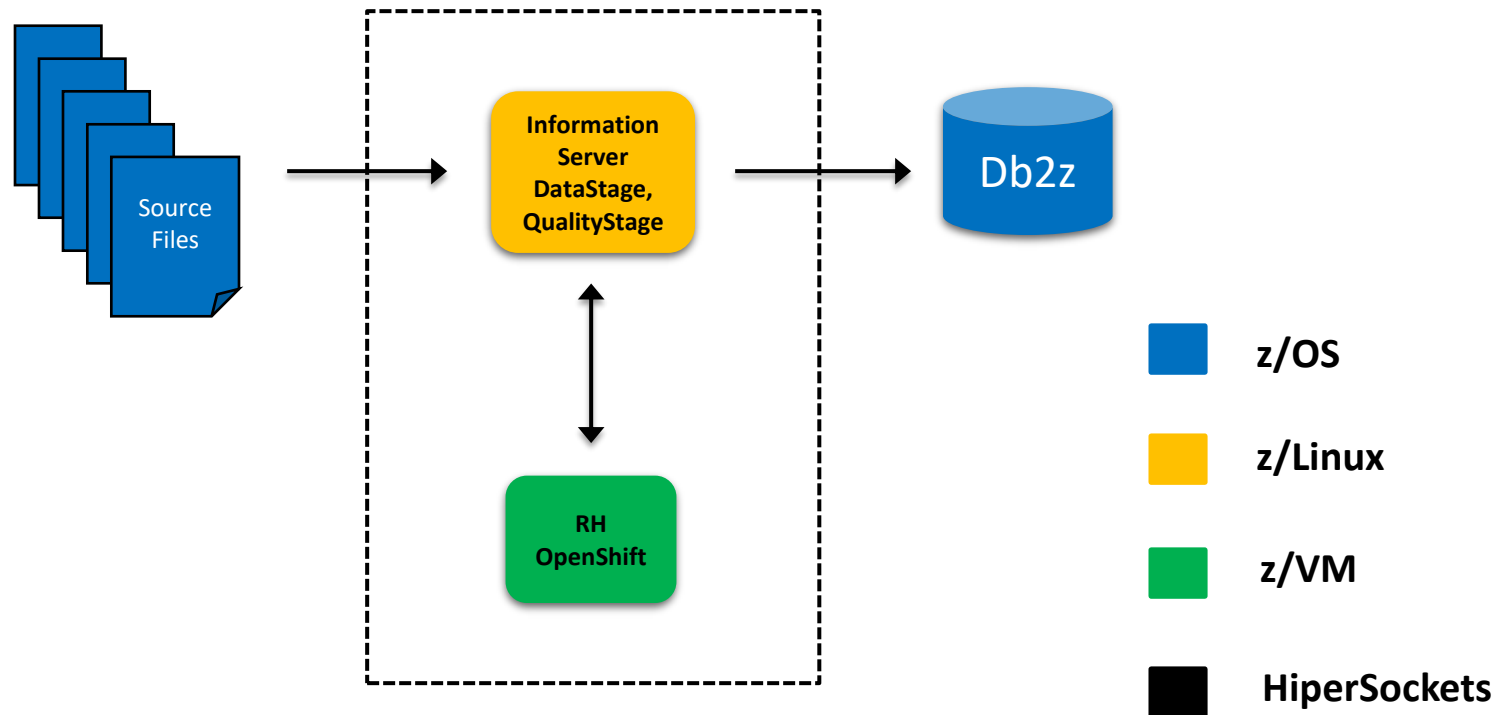 Source
Files
Information
Server
DataStage,
QualityStage
RH
OpenShift
Db2z
z/OS
z/Linux
z/VM
HiperSockets